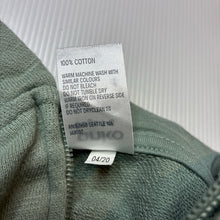 100% COTTON
WARM MACHINE WASH WITH
SIMILAR COLOURS
DO NOT BLEACH
DO NOT TUMBLE DRY
WARM IRON ON REVERSE SIDE
IF REQUIRED
DO NOT DRYCLEAN
04/20